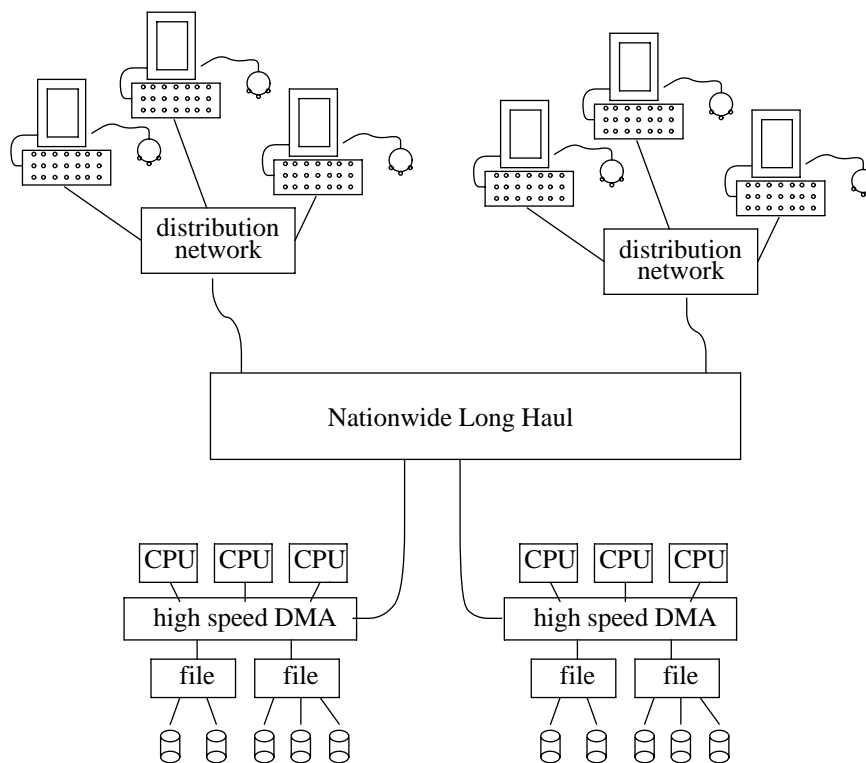 distribution
network
distribution
network
Nationwide Long Haul
CPU
CPU
CPU
CPU
CPU
CPU
high speed DMA
high speed DMA
file
file
file
file